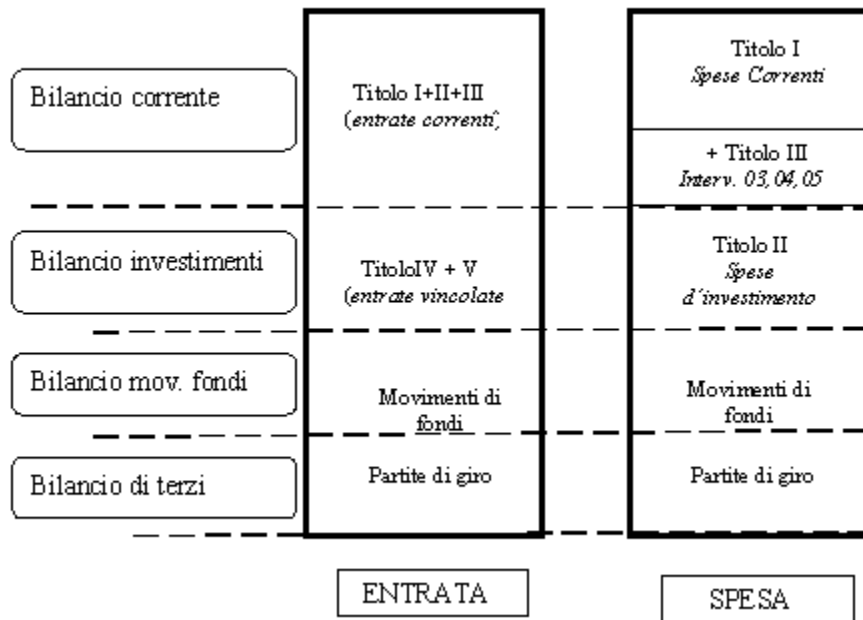 Bilancio corrente
Titolo I+II+III
(entrate correnti,
Titolo I
Spese Correnti
+ Titolo III
Interv. 03,04,05
Bilancio investimenti
TitoloIV + V
(entrate vincolate
Titolo II
Spese
d'investimento
Bilancio mov. fondi
Movimenti di
fondi
Movimenti di
fondi
Bilancio di terzi
Partite di giro
Partite di giro
ENTRATA
SPESA